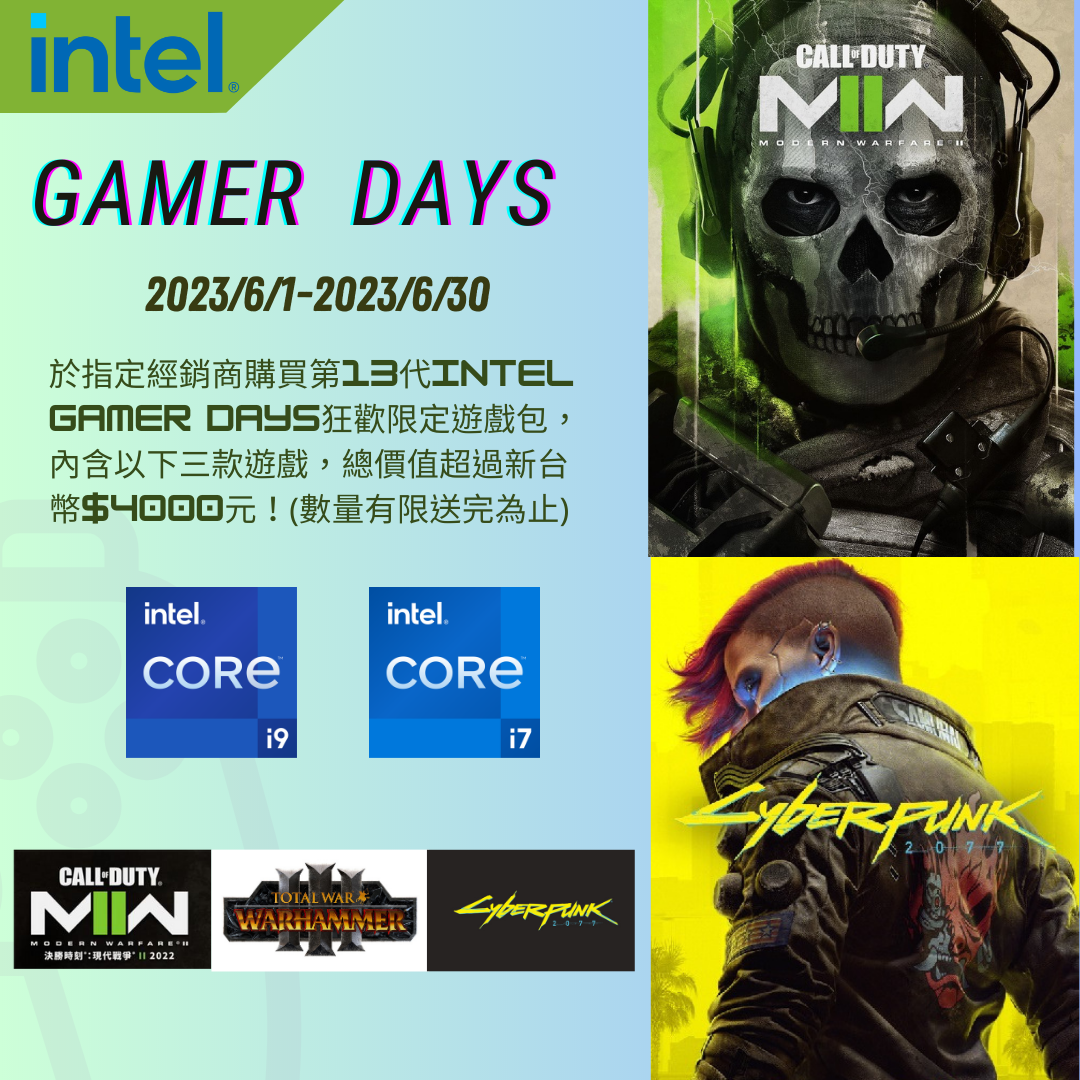 intel®
GAMER DAYS
2023/6/1-2023/6/30
於指定經銷商購買第13代INTEL
GAMER DAYS狂歡限定遊戲包，
內含以下三款遊戲，總價值超過新台
幣$4000元！(數量有限送完為止)
intel®
CORE™
i9
intel®
CORE™
i7
CALL OF DUTY®
MWII
MODERN WARFARE® II
決勝時刻®：現代戰爭® II 2022
TOTAL WAR
III
WARHAMMER
CYBERPUNK
2077
CALL OF DUTY
MWII
MODERN WARFARE II
SAMURAI
CYBERPUNK
2077